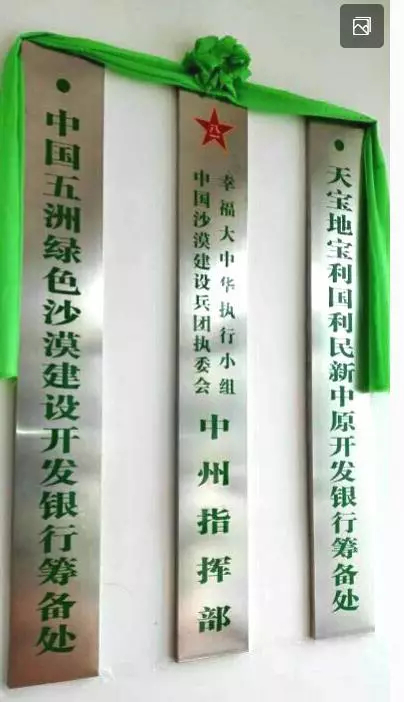 中国五洲绿色沙漠建设开发银行筹备处
八一
幸福大中华执行小组
中国沙漠建设兵团执委会
中州指挥部
天宝地宝利国利民新中原开发银行筹备处